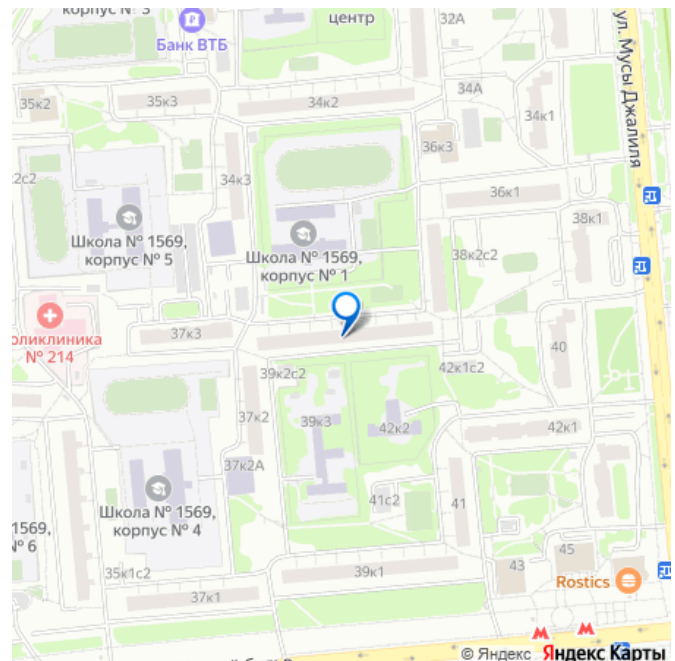 корпус № 3
центр
Банк ВТБ
32А
ул. Мусы Джалиля
35к2
35к3
34к2
34А
34к1
36к3
34к3
36к1
Школа № 1569,
корпус № 5
38к1
Школа № 1569,
корпус № 1
38к2с2
37к3
№ 214
40
39к2с2
42к1с2
37к2
39к3
42к2
42к1
37к2А
Школа № 1569,
корпус № 4
41с2
41
1569,
№ 6
45
43
35к1с2
39к1
Rostics
37к1
© Яндекс Яндекс Карты